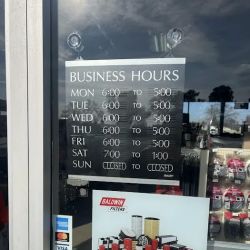 BUSINESS HOURS
MON 6:00 TO 5:00
TUE 6:00 TO 5:00
WED 6:00 TO 5:00
THU 6:00 TO 5:00
FRI 6:00 TO 5:00
SAT 7:00 TO 1:00
SUN CLOSED TO CLOSED
BALDWIN
FILTERS
VISA